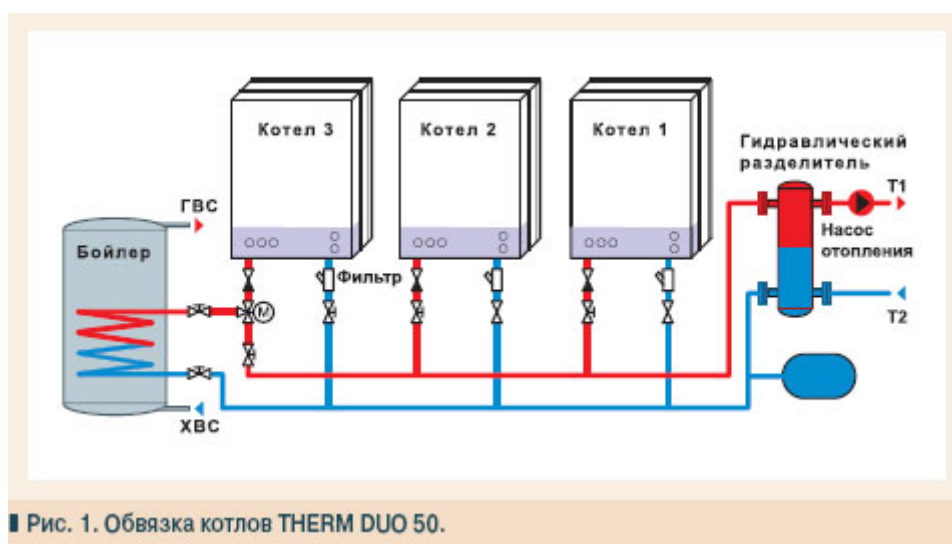 Котел 3
Котел 2
Котел 1
Гидравлический
разделитель
Т1
ГВС
Насос
отопления
Бойлер
Фильтр
М
Т2
ХВС
Рис. 1. Обвязка котлов THERM DUO 50.